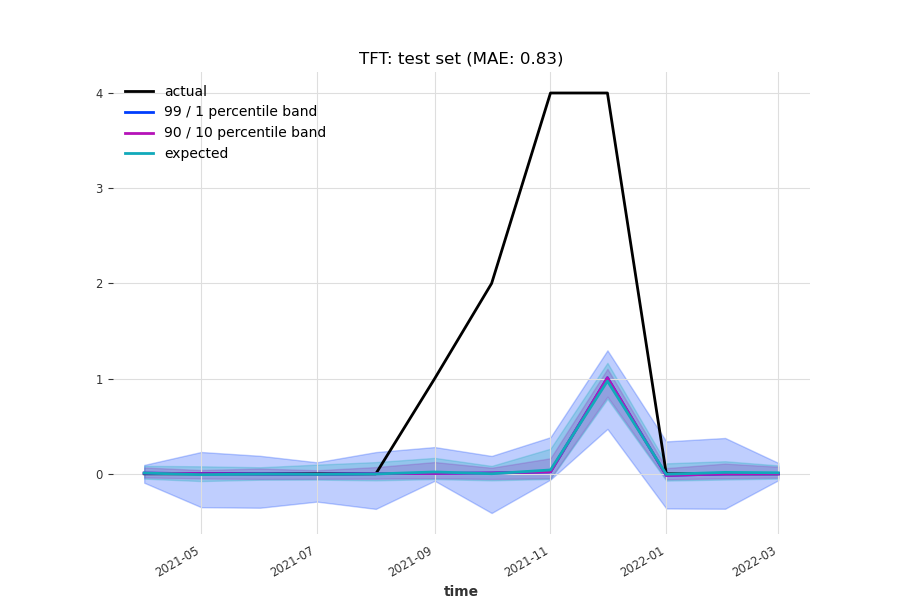 TFT: test set (MAE: 0.83)
actual
99 / 1 percentile band
90 / 10 percentile band
expected
4
3
2
1
0
2021-05
2021-07
2021-09
2021-11
2022-01
2022-03
time